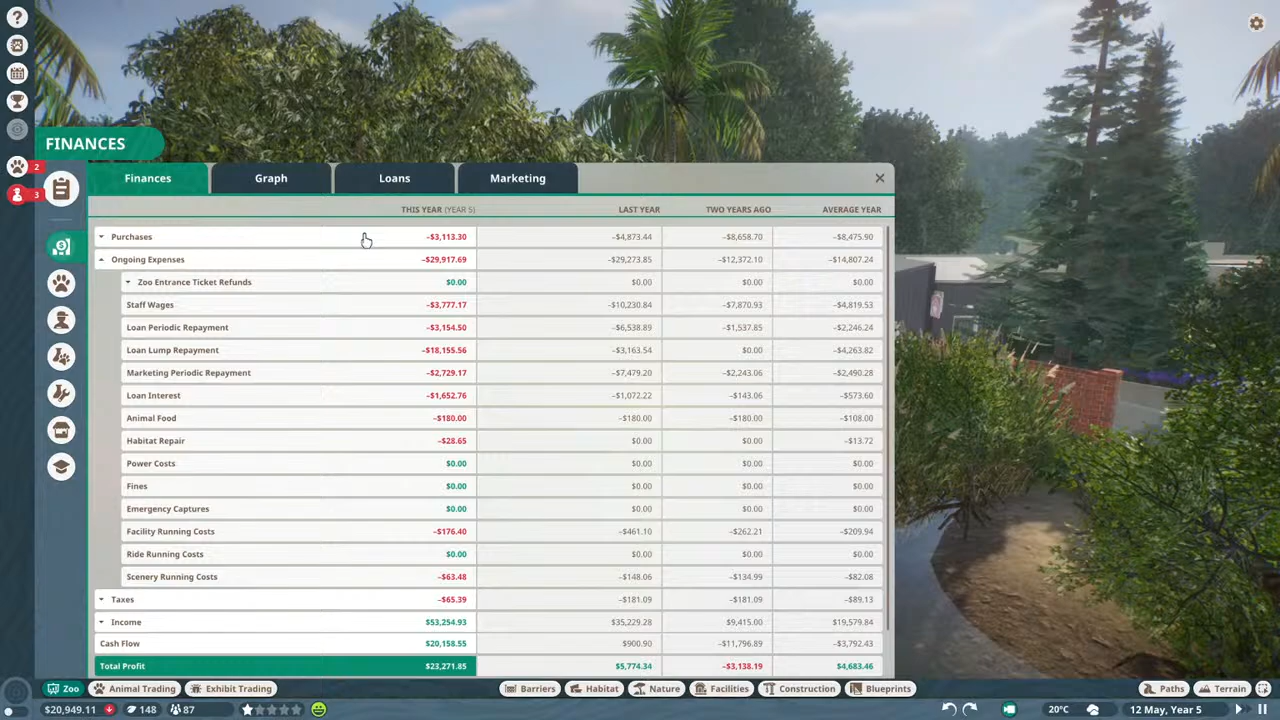 FINANCES
2
3
Finances Graph Loans Marketing
THIS YEAR (YEAR 5) LAST YEAR TWO YEARS AGO AVERAGE YEAR
Purchases –$3,113.30 –$4,873.44 –$8,658.70 –$8,475.90
Ongoing Expenses –$29,917.69 –$29,273.85 –$12,372.10 –$14,807.24
Zoo Entrance Ticket Refunds $0.00 $0.00 $0.00 $0.00
Staff Wages –$3,777.17 –$10,230.84 –$7,870.93 –$4,819.53
Loan Periodic Repayment –$3,154.50 –$6,538.89 –$1,537.85 –$2,246.24
Loan Lump Repayment –$18,155.56 –$3,163.54 $0.00 –$4,263.82
Marketing Periodic Repayment –$2,729.17 –$7,479.20 –$2,243.06 –$2,490.28
Loan Interest –$1,652.76 –$1,072.22 –$143.06 –$573.60
Animal Food –$180.00 –$180.00 –$180.00 –$108.00
Habitat Repair –$28.65 $0.00 $0.00 –$13.72
Power Costs $0.00 $0.00 $0.00 $0.00
Fines $0.00 $0.00 $0.00 $0.00
Emergency Captures $0.00 $0.00 $0.00 $0.00
Facility Running Costs –$176.40 –$461.10 –$262.21 –$209.94
Ride Running Costs $0.00 $0.00 $0.00 $0.00
Scenery Running Costs –$63.48 –$148.06 –$134.99 –$82.08
Taxes –$65.39 –$181.09 –$181.09 –$89.13
Income $53,254.93 $35,229.28 $9,415.00 $19,579.84
Cash Flow $20,158.55 $900.90 –$11,796.89 –$3,792.43
Total Profit $23,271.85 $5,774.34 –$3,138.19 $4,683.46
Zoo Animal Trading Exhibit Trading Barriers Habitat Nature Facilities Construction Blueprints Paths Terrain
$20,949.11 148 87 20°C 12 May, Year 5